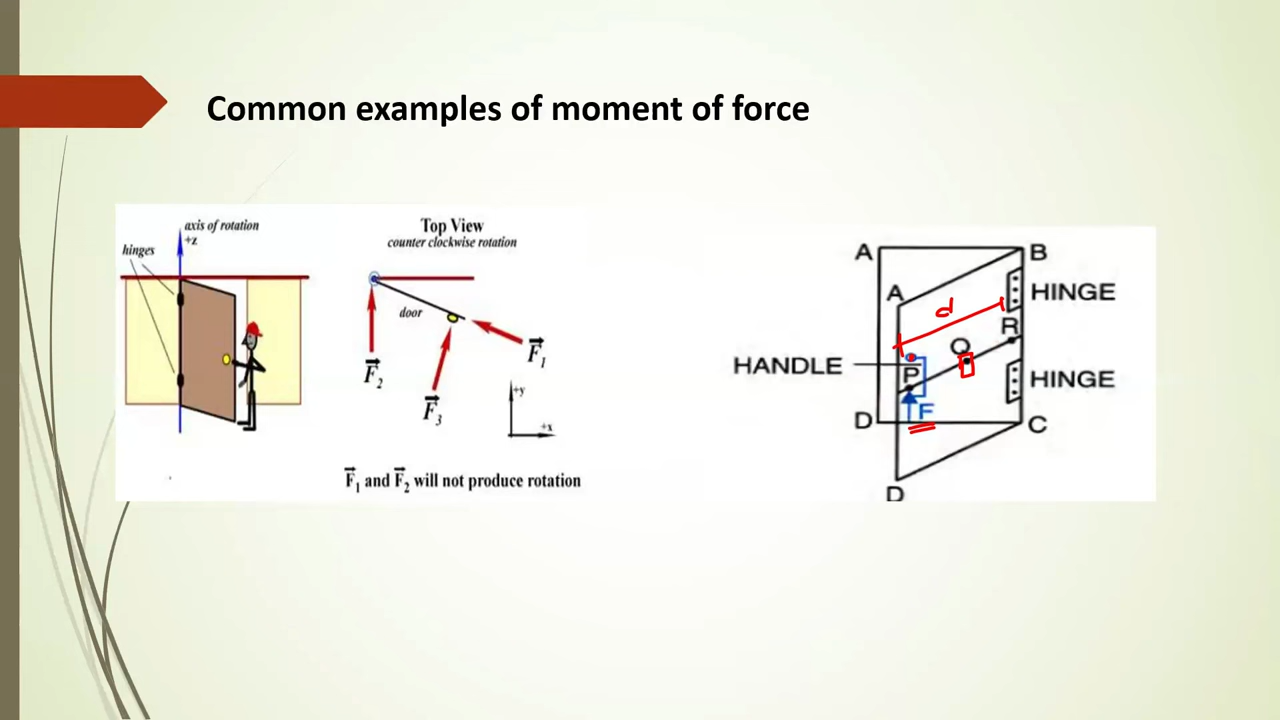 Common examples of moment of force
axis of rotation
+z
hinges
Top View
counter clockwise rotation
door
F₁
F₂
F₃
+y
+x
F₁ and F₂ will not produce rotation
A
B
HINGE
A
d
R
Q
HANDLE
P
HINGE
F
D
C
D